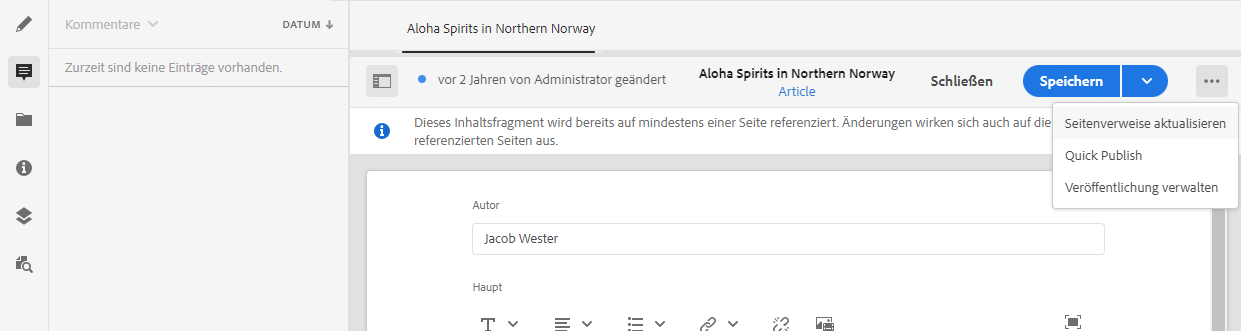 Kommentare
DATUM
Zurzeit sind keine Einträge vorhanden.
Aloha Spirits in Northern Norway
vor 2 Jahren von Administrator geändert
Aloha Spirits in Northern Norway
Article
Schließen
Speichern
Seitenverweise aktualisieren
Quick Publish
Veröffentlichung verwalten
Dieses Inhaltsfragment wird bereits auf mindestens einer Seite referenziert. Änderungen wirken sich auch auf die
referenzierten Seiten aus.
Autor
Jacob Wester
Haupt